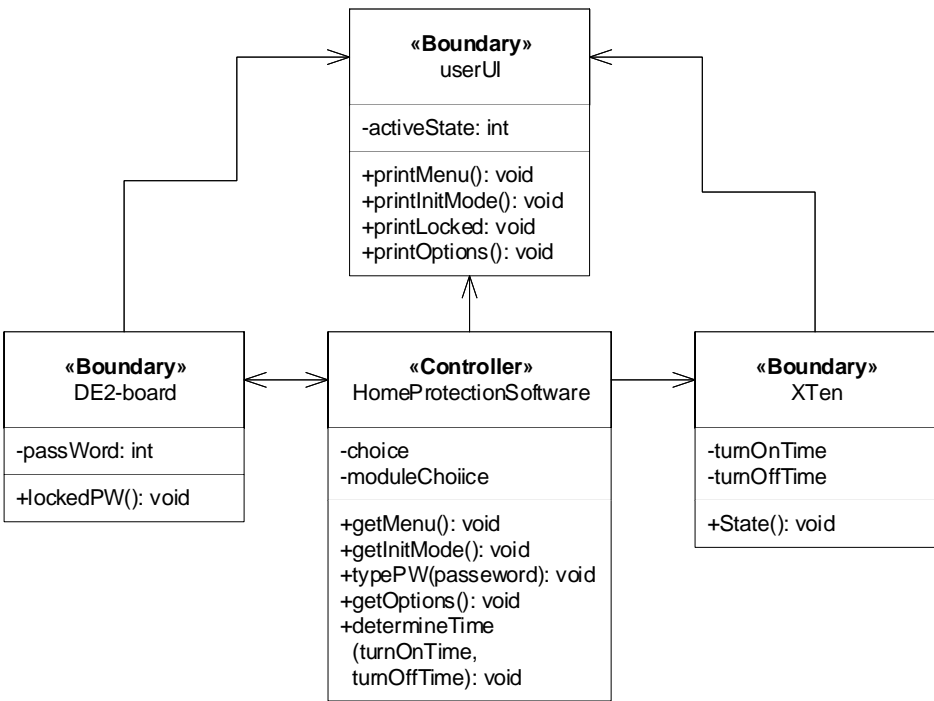 «Boundary»
userUI
-activeState: int
+printMenu(): void
+printInitMode(): void
+printLocked: void
+printOptions(): void
«Boundary»
DE2-board
-passWord: int
+lockedPW(): void
«Controller»
HomeProtectionSoftware
-choice
-moduleChoiice
+getMenu(): void
+getInitMode(): void
+typePW(passeword): void
+getOptions(): void
+determineTime
(turnOnTime,
turnOffTime): void
«Boundary»
XTen
-turnOnTime
-turnOffTime
+State(): void